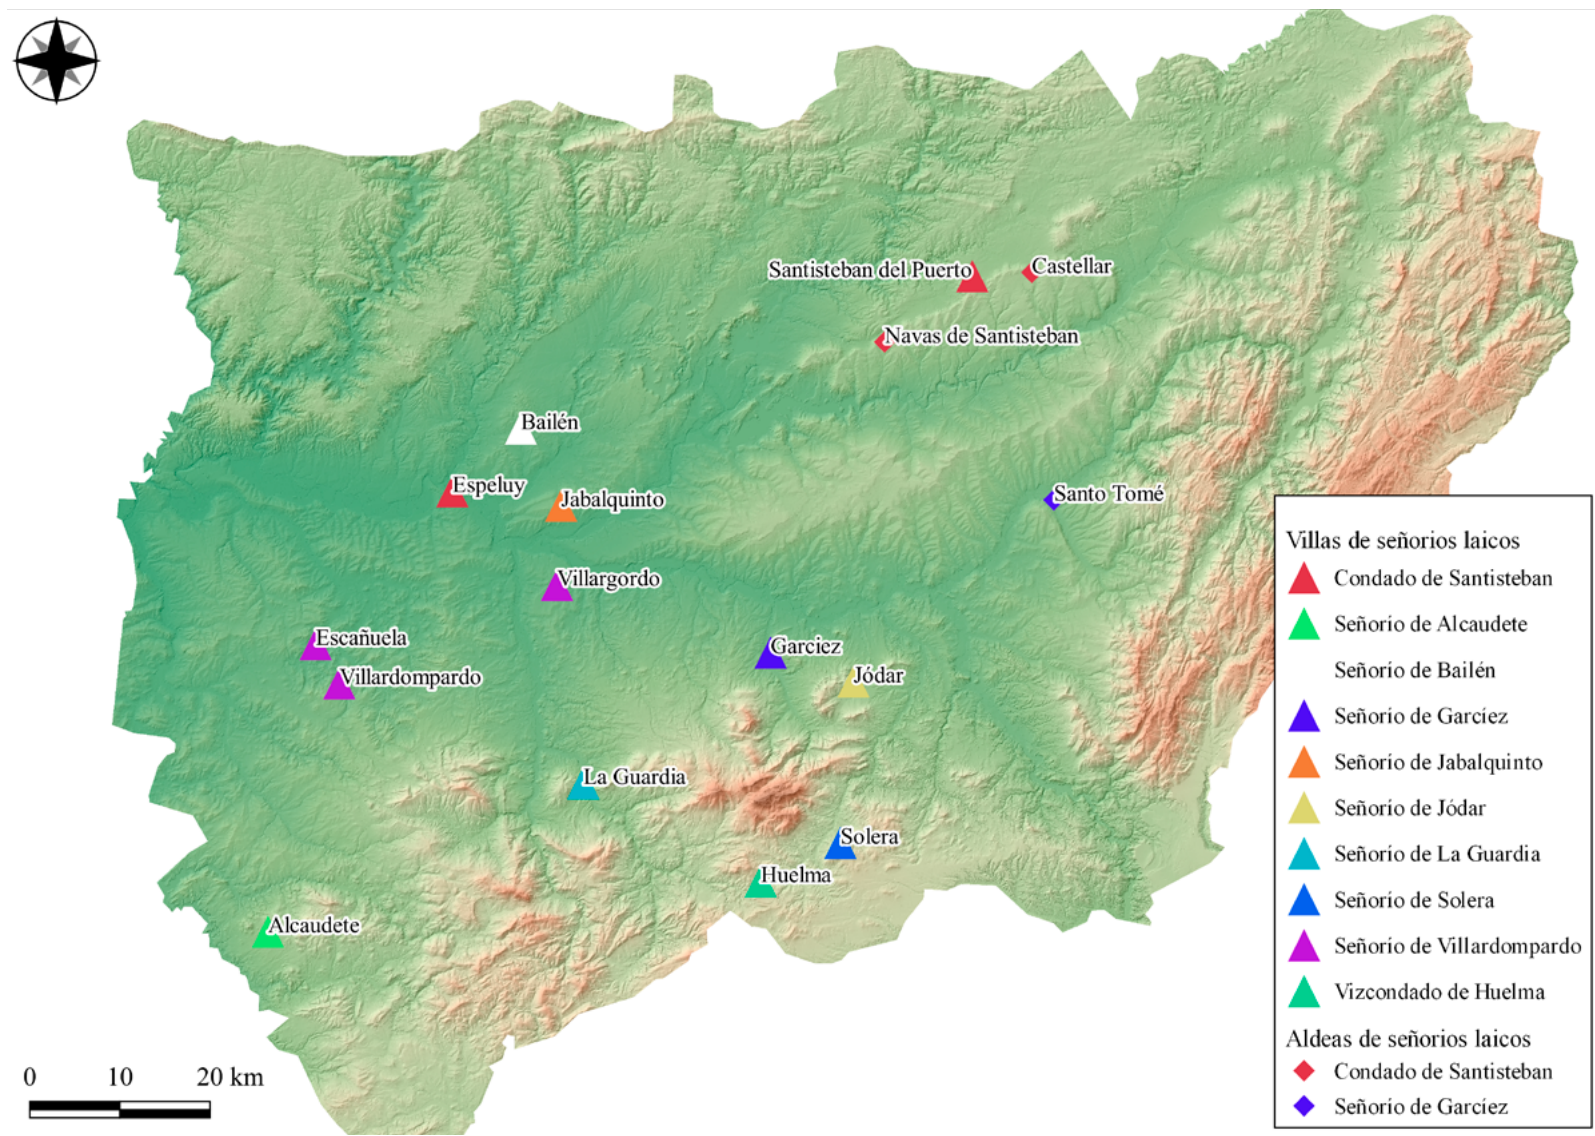 Santisteban del Puerto
Castellar
Navas de Santisteban
Bailén
Espeluy
Jabalquinto
Santo Tomé
Villargordo
Escañuela
Villardompardo
Garciez
Jódar
La Guardia
Solera
Huelma
Alcaudete
0 10 20 km
Villas de señorios laicos
Condado de Santisteban
Señorío de Alcaudete
Señorío de Bailén
Señorío de Garcíez
Señorío de Jabalquinto
Señorío de Jódar
Señorío de La Guardia
Señorío de Solera
Señorío de Villardompardo
Vizcondado de Huelma
Aldeas de señorios laicos
Condado de Santisteban
Señorío de Garcíez